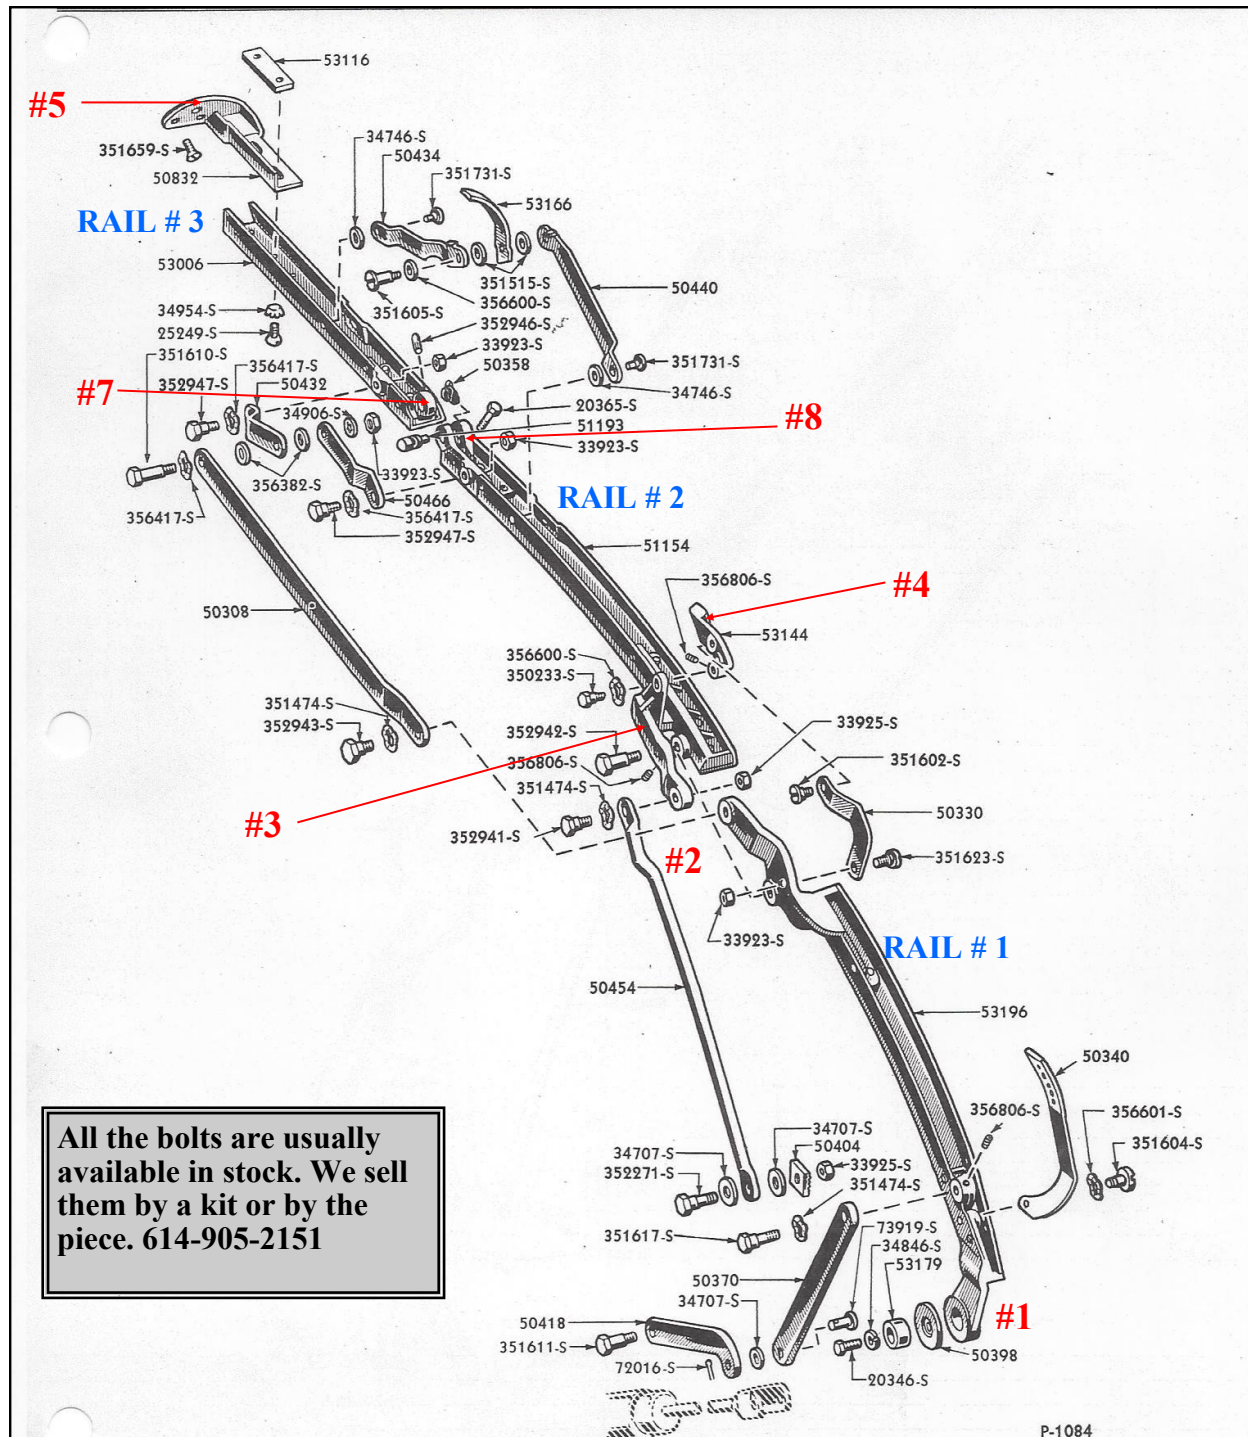 53116
#5
34746-S
50434
351659-S
351731-S
50832
53166
RAIL # 3
53006
351515-S
50440
356600-S
351605-S
34954-S
352946-S
25249-S
33923-S
351610-S
356417-S
50358
351731-S
352947-S
50432
34746-S
#7
20365-S
34906-S
51193
#8
33923-S
33923-S
356382-S
50466
RAIL # 2
356417-S
356417-S
352947-S
51154
356806-S
#4
50308
P
53144
356600-S
350233-S
351474-S
33925-S
352943-S
352942-S
351602-S
356806-S
351474-S
50330
#3
352941-S
#2
351623-S
33923-S
RAIL # 1
50454
53196
50340
356806-S
356601-S
All the bolts are usually
available in stock. We sell
them by a kit or by the
piece. 614-905-2151
34707-S
50404
351604-S
34707-S
33925-S
352271-S
351474-S
351617-S
73919-S
34846-S
53179
50370
34707-S
50418
#1
351611-S
50398
72016-S
20346-S
P-1084